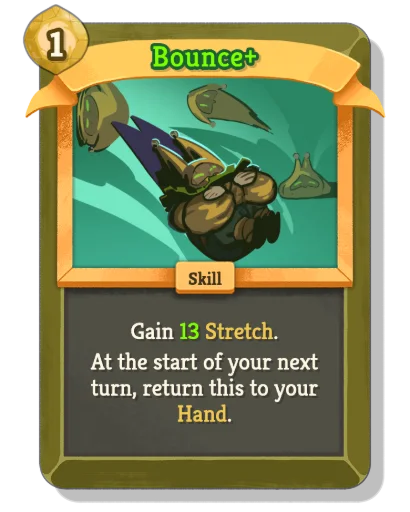 1
Bounce+
Skill
Gain 13 Stretch.
At the start of your next
turn, return this to your
Hand.